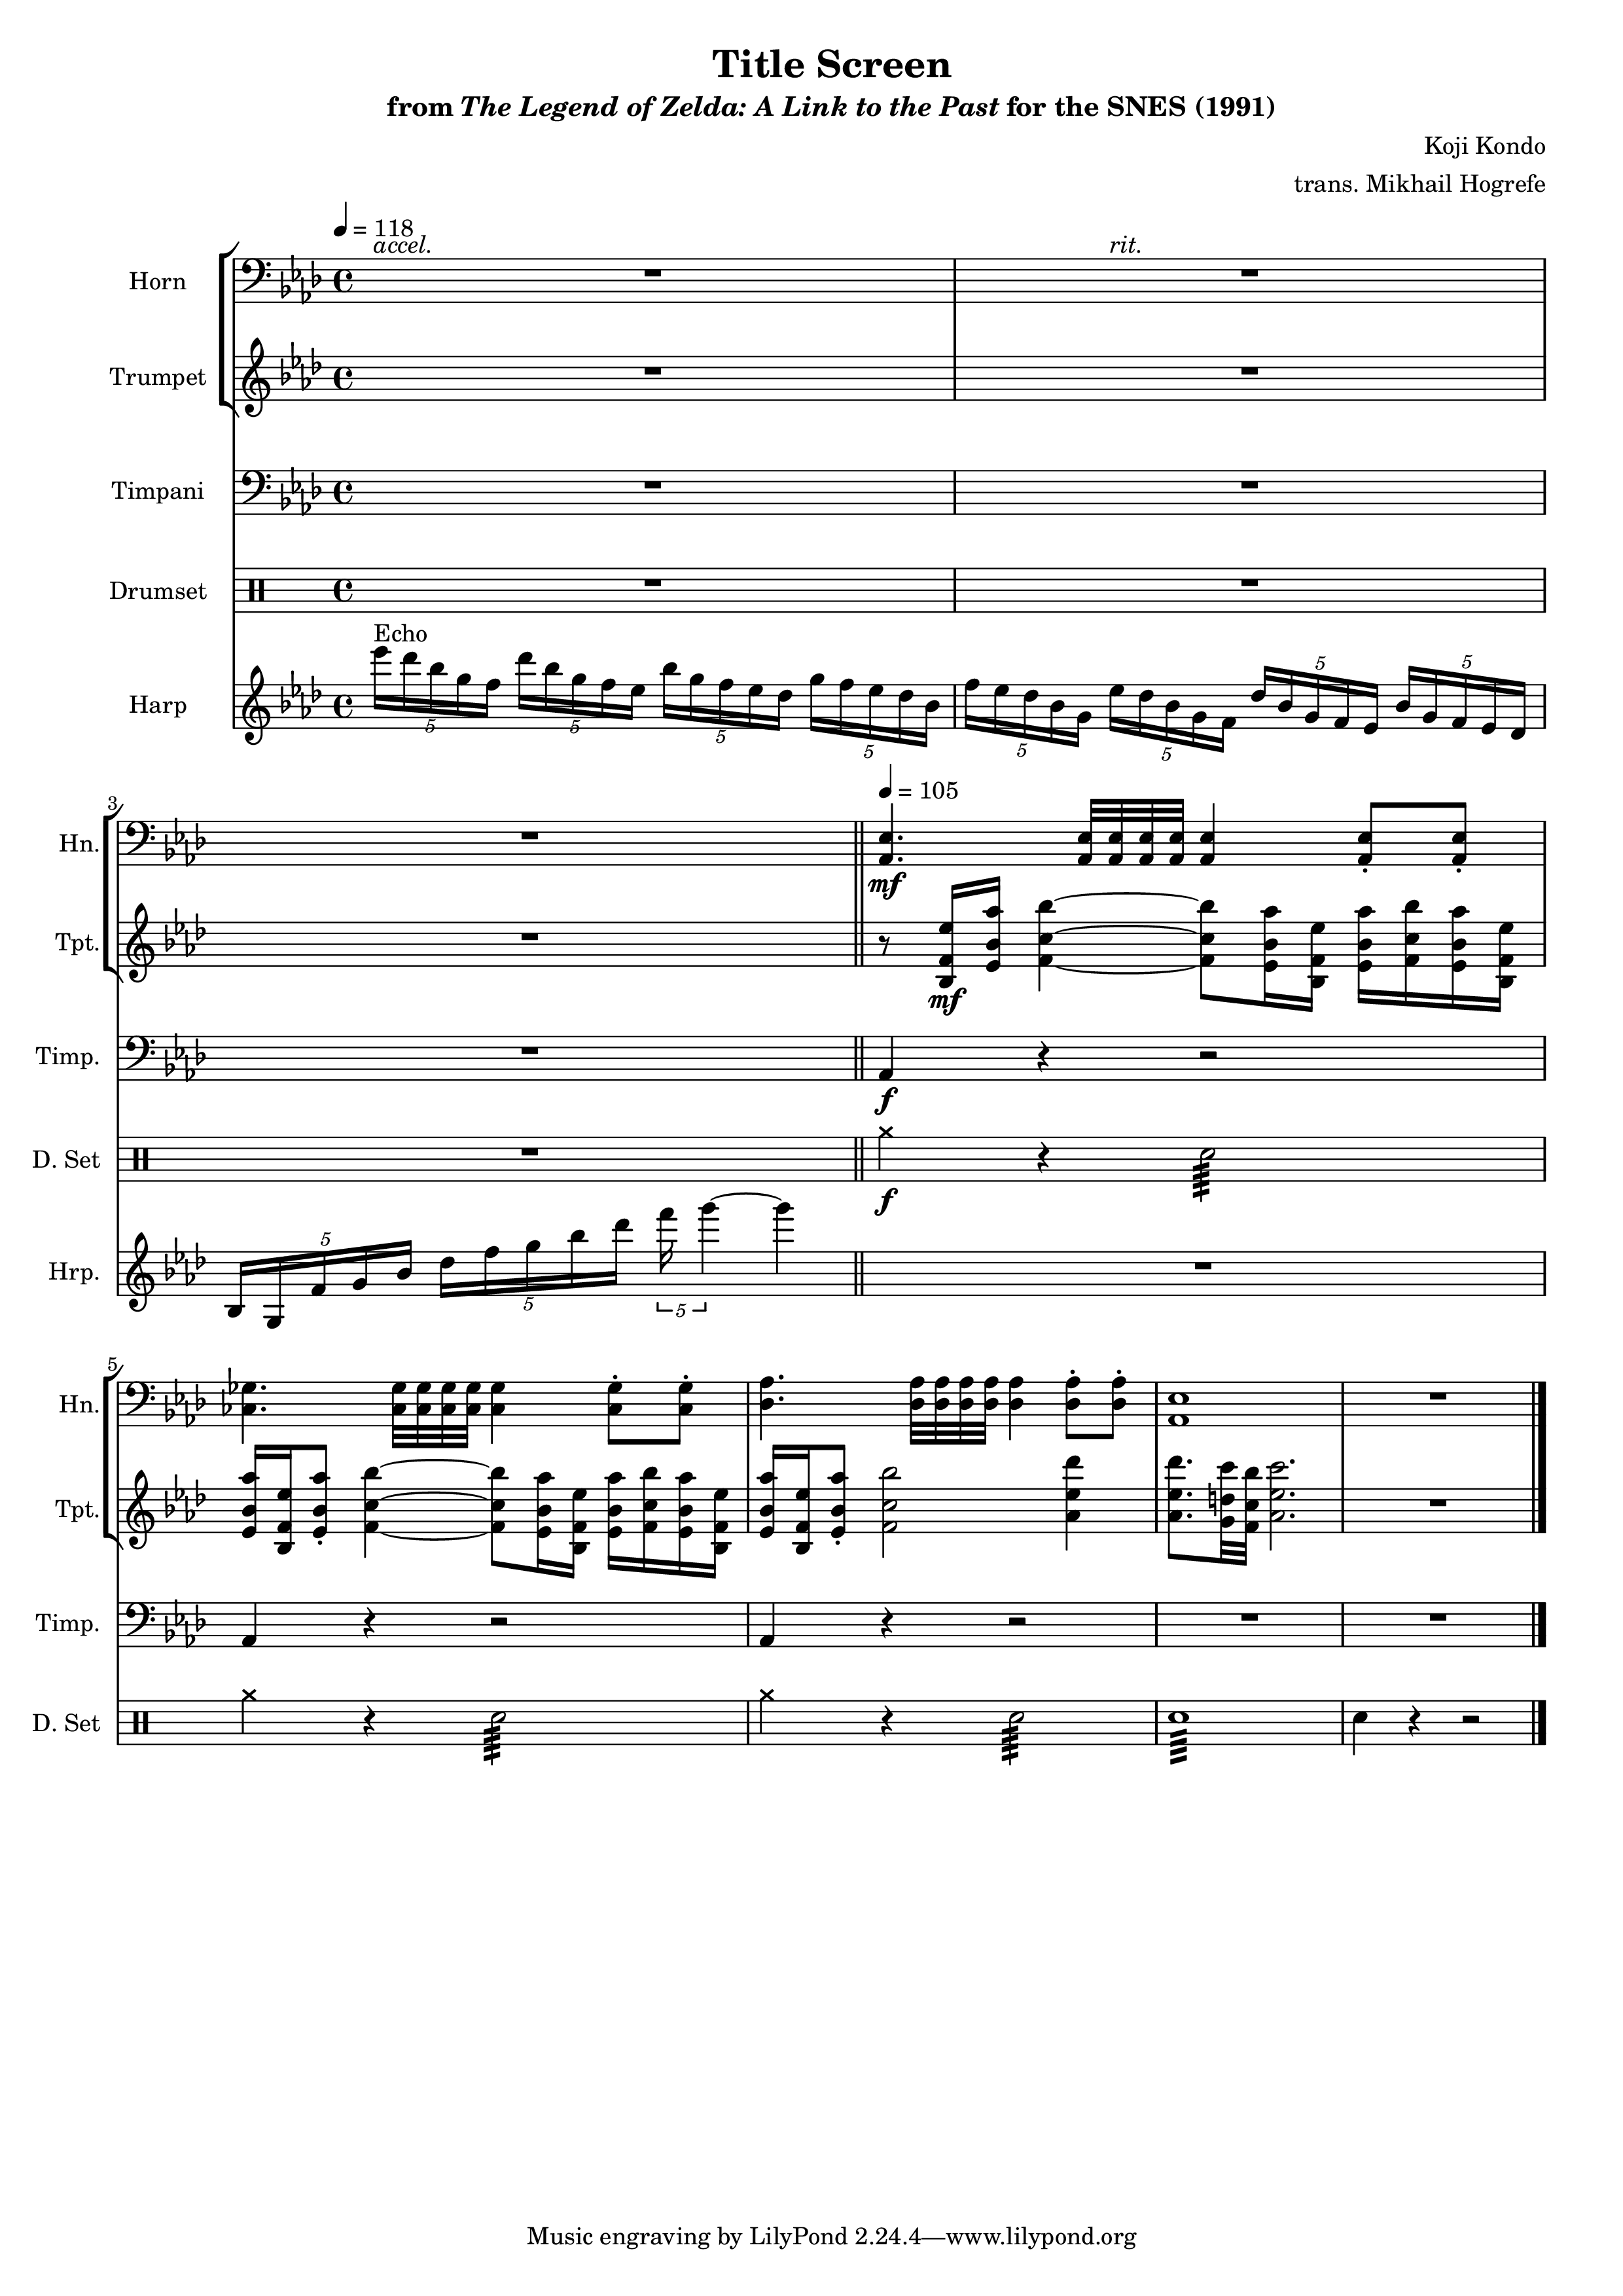 Title Screen
from The Legend of Zelda: A Link to the Past for the SNES (1991)
Koji Kondo
trans. Mikhail Hogrefe
= 118
accel.
rit.
Horn
Trumpet
Timpani
Drumset
Echo
Harp
5 5 5 5 5 5 5 5
3
= 105
Hn.
mf
Tpt.
mf
Timp.
f
D. Set
f
Hrp.
5 5 5
5
Hn.
Tpt.
Timp.
D. Set
Music engraving by LilyPond 2.24.4—www.lilypond.org